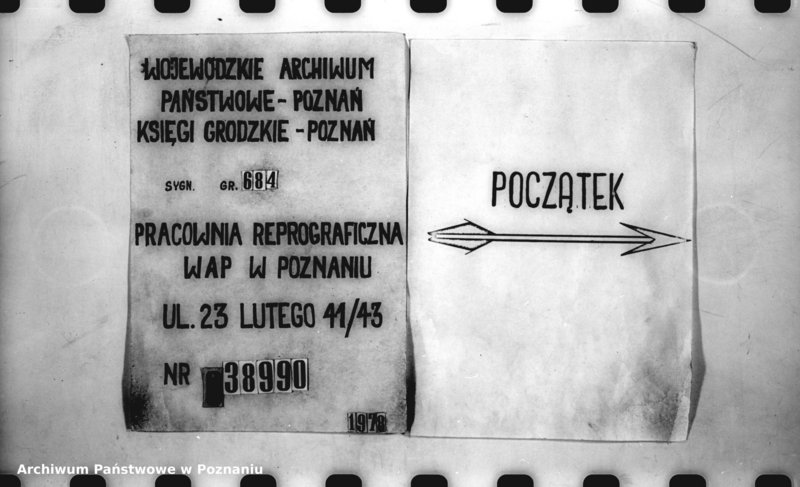 WOJEWÓDZKIE ARCHIWUM
PAŃSTWOWE - POZNAŃ
KSIĘGI GRODZKIE - POZNAŃ
SYGN. GR. 684
PRACOWNIA REPROGRAFICZNA
WAP W POZNANIU
UL. 23 LUTEGO 41/43
NR 38990
1978
POCZĄTEK
Archiwum Państwowe w Poznaniu